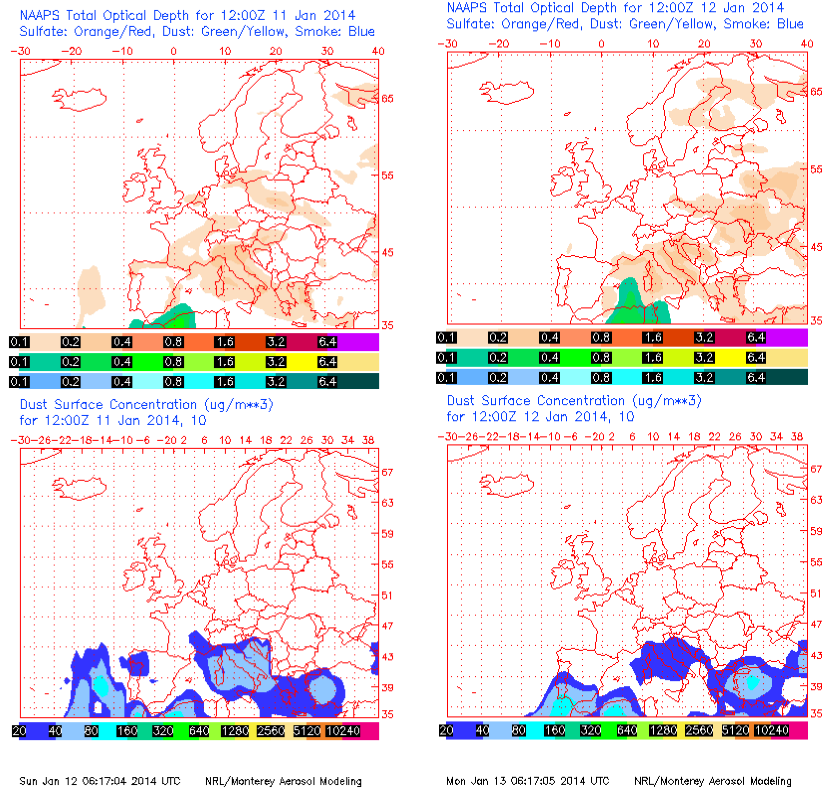 NAAPS Total Optical Depth for 12:00Z 11 Jan 2014
Sulfate: Orange/Red, Dust: Green/Yellow, Smoke: Blue
-30 -20 -10 0 10 20 30 40
65
55
45
35
0.1 0.2 0.4 0.8 1.6 3.2 6.4
0.1 0.2 0.4 0.8 1.6 3.2 6.4
0.1 0.2 0.4 0.8 1.6 3.2 6.4
NAAPS Total Optical Depth for 12:00Z 12 Jan 2014
Sulfate: Orange/Red, Dust: Green/Yellow, Smoke: Blue
-30 -20 -10 0 10 20 30 40
65
55
45
35
0.1 0.2 0.4 0.8 1.6 3.2 6.4
0.1 0.2 0.4 0.8 1.6 3.2 6.4
0.1 0.2 0.4 0.8 1.6 3.2 6.4
Dust Surface Concentration (ug/m**3)
for 12:00Z 11 Jan 2014, 10
-30-26-22-18-14-10-6 -20 2 6 10 14 18 22 26 30 34 38
67
63
59
55
51
47
43
39
35
20 40 80 160 320 640 1280 2560 5120 10240
Sun Jan 12 06:17:04 2014 UTC NRL/Monterey Aerosol Modeling
Dust Surface Concentration (ug/m**3)
for 12:00Z 12 Jan 2014, 10
-30-26-22-18-14-10-6 -20 2 6 10 14 18 22 26 30 34 38
67
63
59
55
51
47
43
39
35
20 40 80 160 320 640 1280 2560 5120 10240
Mon Jan 13 06:17:05 2014 UTC NRL/Monterey Aerosol Modeling